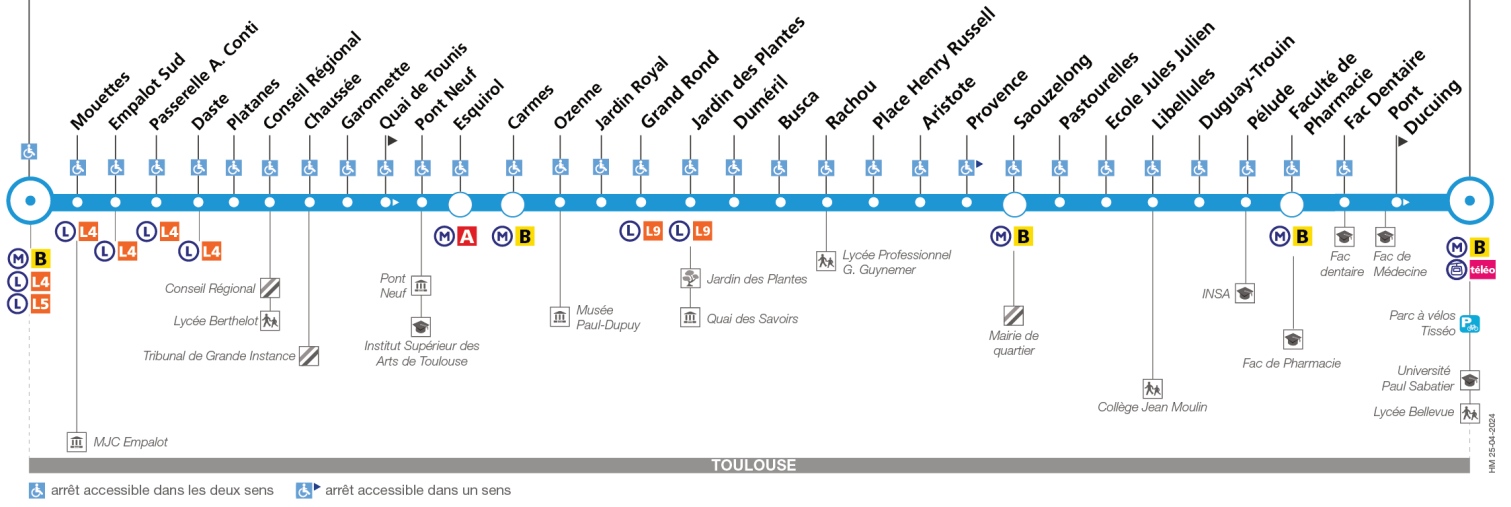 Mouettes
Empalot Sud
Passerelle A. Conti
Daste
Platanes
Conseil Régional
Chaussée
Garonnette
Quai de Tounis
Pont Neuf
Esquirol
Carmes
Ozenne
Jardin Royal
Grand Rond
Jardin des Plantes
Duméril
Busca
Rachou
Place Henry Russell
Aristote
Provence
Saouzelong
Pastourelles
Ecole Jules Julien
Libellules
Duguay-Trouin
Pélude
Faculté de
Pharmacie
Fac Dentaire
Pont
Ducuing
M B
L L4
L L5
L L4
L L4
L L4
L L4
M A
M B
L L9
L L9
M B
M B
M B
téléo
Conseil Régional
Lycée Berthelot
Tribunal de Grande Instance
MJC Empalot
Pont
Neuf
Institut Supérieur des
Arts de Toulouse
Musée
Paul-Dupuy
Jardin des Plantes
Quai des Savoirs
Lycée Professionnel
G. Guynemer
Mairie de
quartier
Collège Jean Moulin
INSA
Fac de Pharmacie
Fac
dentaire
Fac de
Médecine
Parc à vélos
Tisséo
P
Université
Paul Sabatier
Lycée Bellevue
HM 25-04-2024
TOULOUSE
arrêt accessible dans les deux sens
arrêt accessible dans un sens